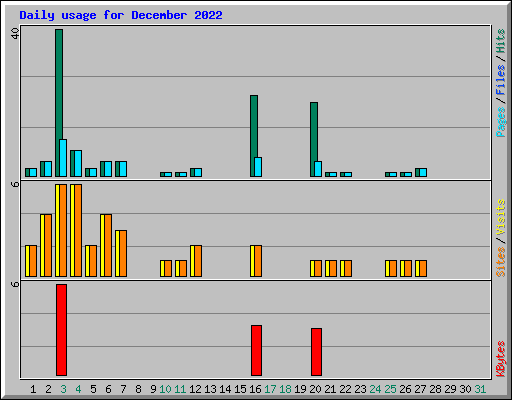 Daily usage for December 2022
40
6
6
Pages / Files / Hits
Sites / Visits
KBytes
1 2 3 4 5 6 7 8 9 10 11 12 13 14 15 16 17 18 19 20 21 22 23 24 25 26 27 28 29 30 31